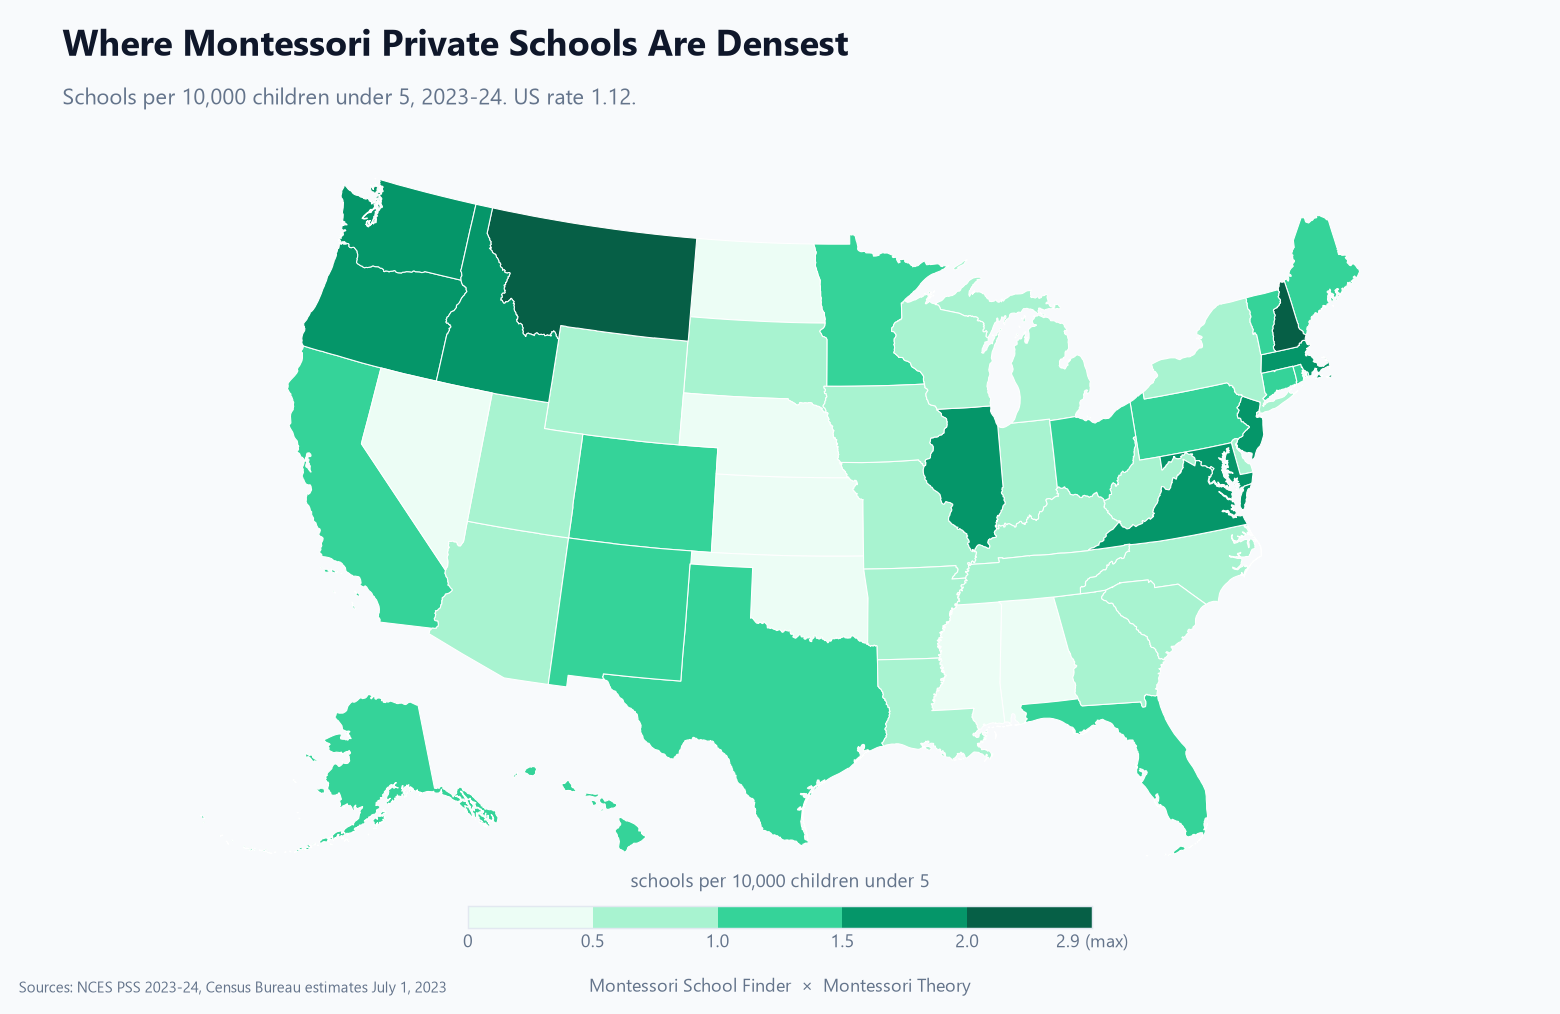 Where Montessori Private Schools Are Densest
Schools per 10,000 children under 5, 2023-24. US rate 1.12.
schools per 10,000 children under 5
0 0.5 1.0 1.5 2.0 2.9 (max)
Sources: NCES PSS 2023-24, Census Bureau estimates July 1, 2023
Montessori School Finder × Montessori Theory